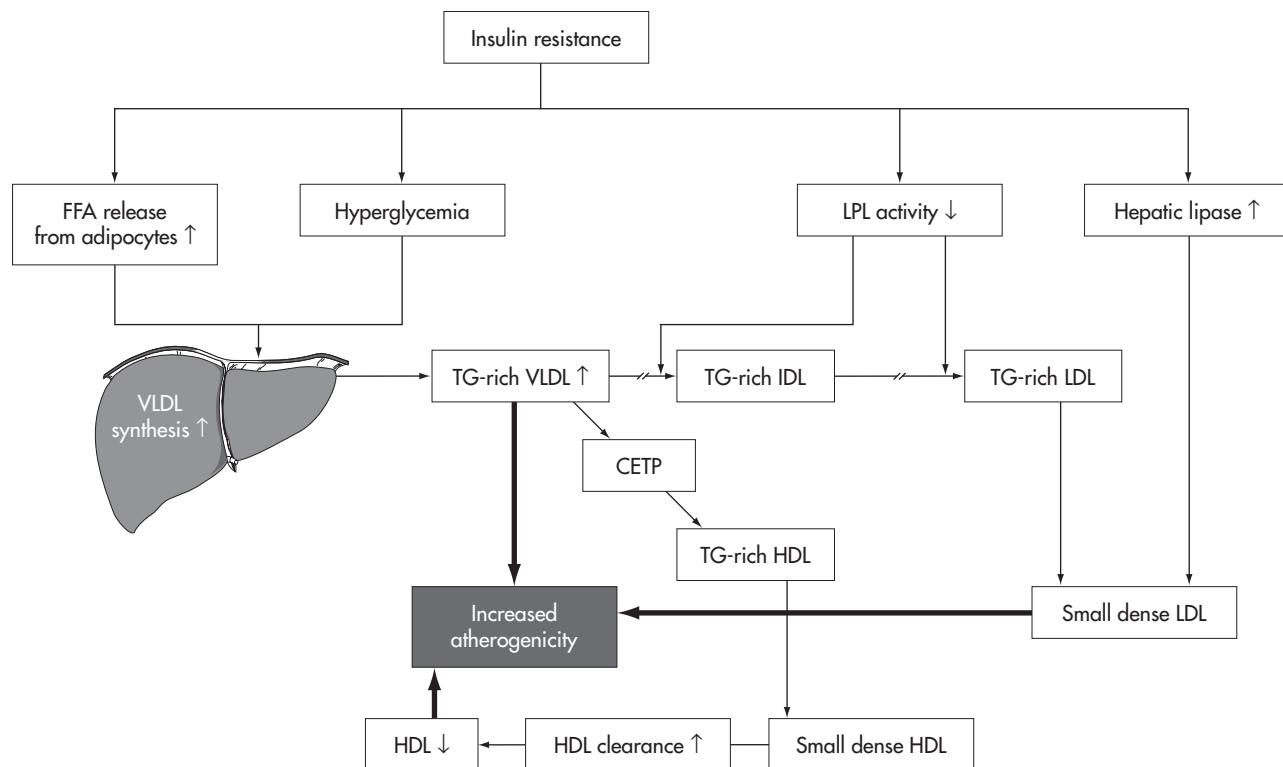 Insulin resistance
FFA release
from adipocytes ↑
Hyperglycemia
LPL activity ↓
Hepatic lipase ↑
VLDL
synthesis ↑
TG-rich VLDL ↑
TG-rich IDL
TG-rich LDL
CETP
TG-rich HDL
Increased
atherogenicity
Small dense LDL
HDL ↓
HDL clearance ↑
Small dense HDL